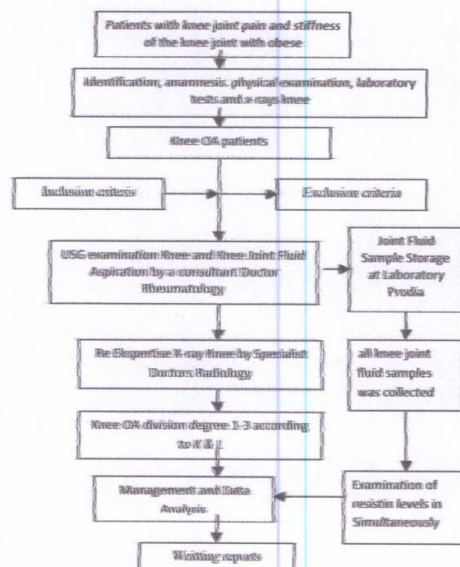 Patients with knee joint pain and stiffness
of the knee joint with obese
Identification, anamnesis. physical examination, laboratory
tests and x-rays knee
Knee OA patients
Inclusion criteria
Exclusion criteria
USG examination Knee and Knee Joint Fluid
Aspiration by a consultant Doctor
Rheumatology
Joint Fluid
Sample Storage
at Laboratory
Prodia
Re Ekspertise X-ray Knee by Specialist
Doctors Radiology
all knee joint
fluid samples
was collected
Knee OA division degree 1-3 according
to K & L
Management and Data
Analysis
Examination of
resistin levels in
Simultaneously
Writting reports